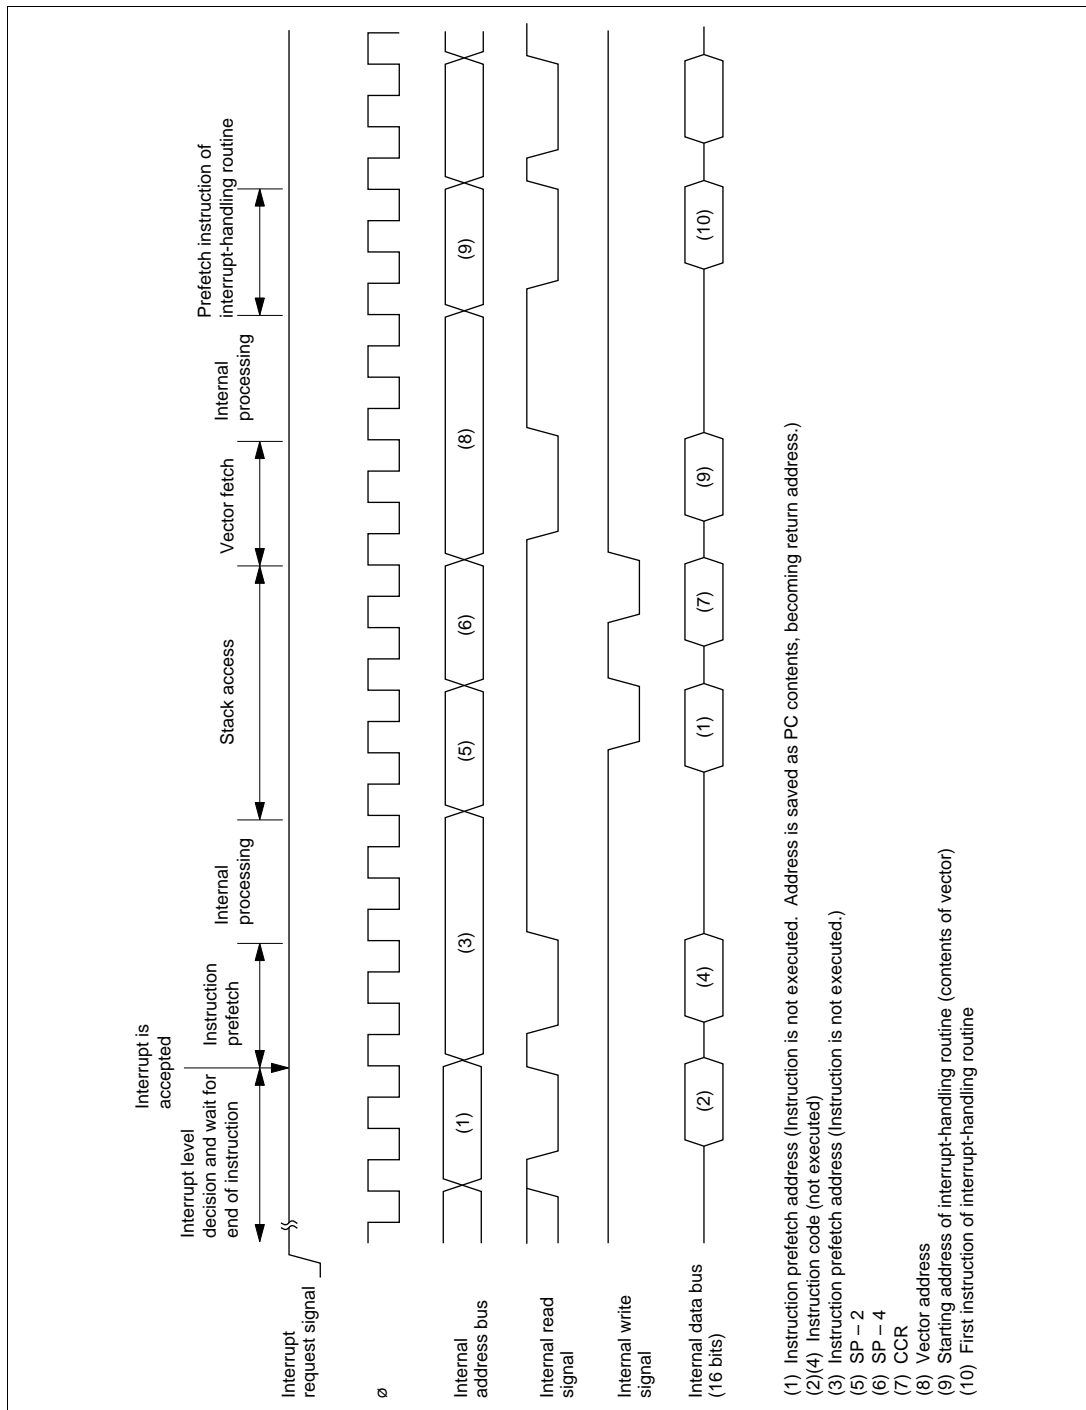 Interrupt is
accepted
Interrupt level
decision and wait for
end of instruction
Instruction
prefetch
Internal
processing
Stack access
Vector fetch
Internal
processing
Prefetch instruction of
interrupt-handling routine
Interrupt
request signal
ø
Internal
address bus
(1)
(3)
(5)
(6)
(8)
(9)
Internal read
signal
Internal write
signal
Internal data bus
(16 bits)
(2)
(4)
(1)
(7)
(9)
(10)
(1) Instruction prefetch address (Instruction is not executed. Address is saved as PC contents, becoming return address.)
(2)(4) Instruction code (not executed)
(3) Instruction prefetch address (Instruction is not executed.)
(5) SP – 2
(6) SP – 4
(7) CCR
(8) Vector address
(9) Starting address of interrupt-handling routine (contents of vector)
(10) First instruction of interrupt-handling routine